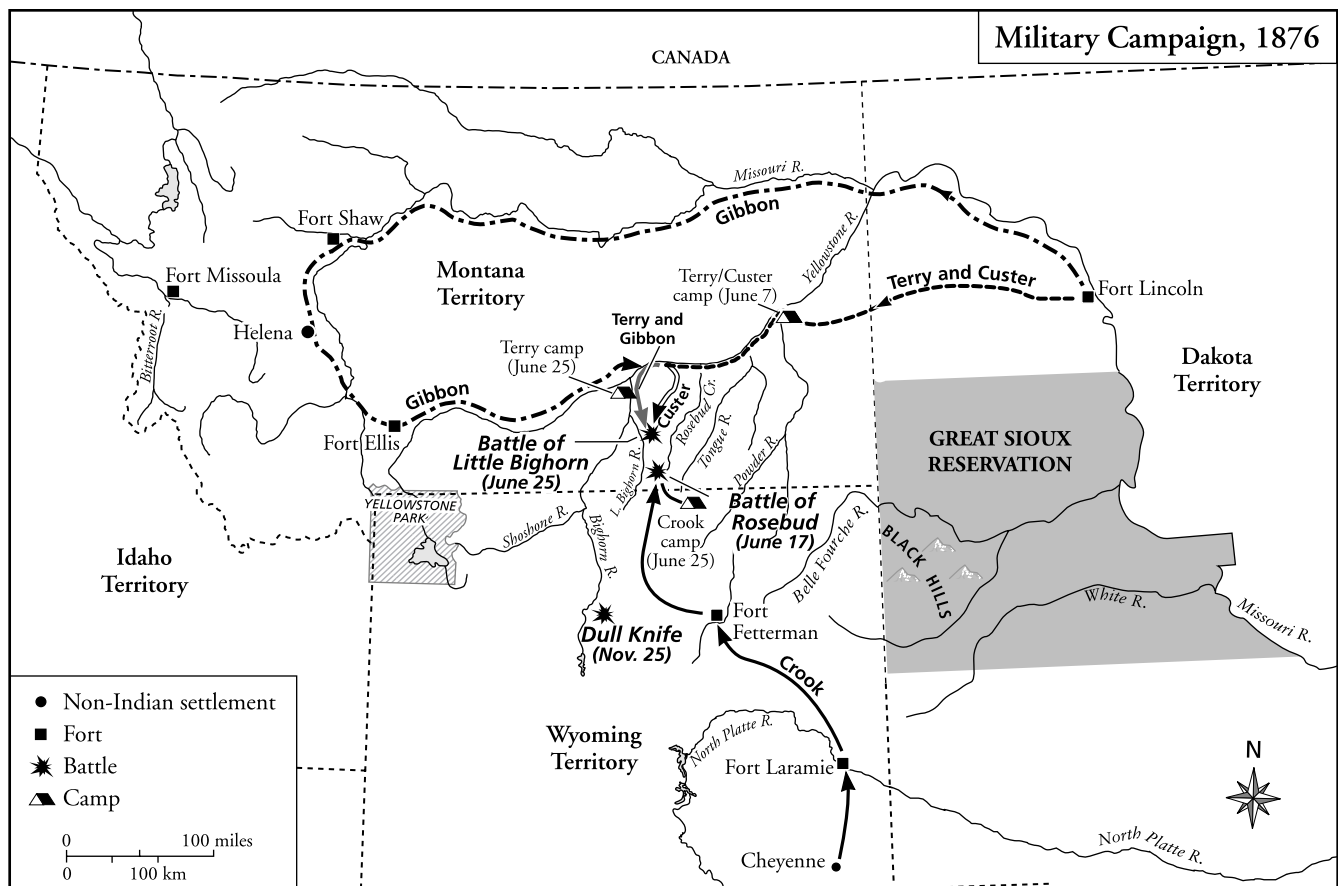 Military Campaign, 1876
CANADA
Missouri R.
Gibbon
Fort Shaw
Yellowstone R.
Montana
Territory
Fort Missoula
Terry/Custer
camp (June 7)
Terry and Custer
Fort Lincoln
Bitterroot R.
Helena
Terry and
Gibbon
Terry camp
(June 25)
Dakota
Territory
Gibbon
Custer
Rosebud Cr.
Tongue R.
Powder R.
Fort Ellis
Battle of
Little Bighorn
(June 25)
L. Bighorn R.
GREAT SIOUX
RESERVATION
YELLOWSTONE
PARK
Battle of
Rosebud
(June 17)
Shoshone R.
Bighorn R.
Crook
camp
(June 25)
Belle Fourche R.
BLACK HILLS
Idaho
Territory
White R.
Missouri R.
Fort
Fetterman
Dull Knife
(Nov. 25)
Crook
Wyoming
Territory
North Platte R.
Fort Laramie
Cheyenne
North Platte R.
N
Non-Indian settlement
Fort
Battle
Camp
0 100 miles
0 100 km